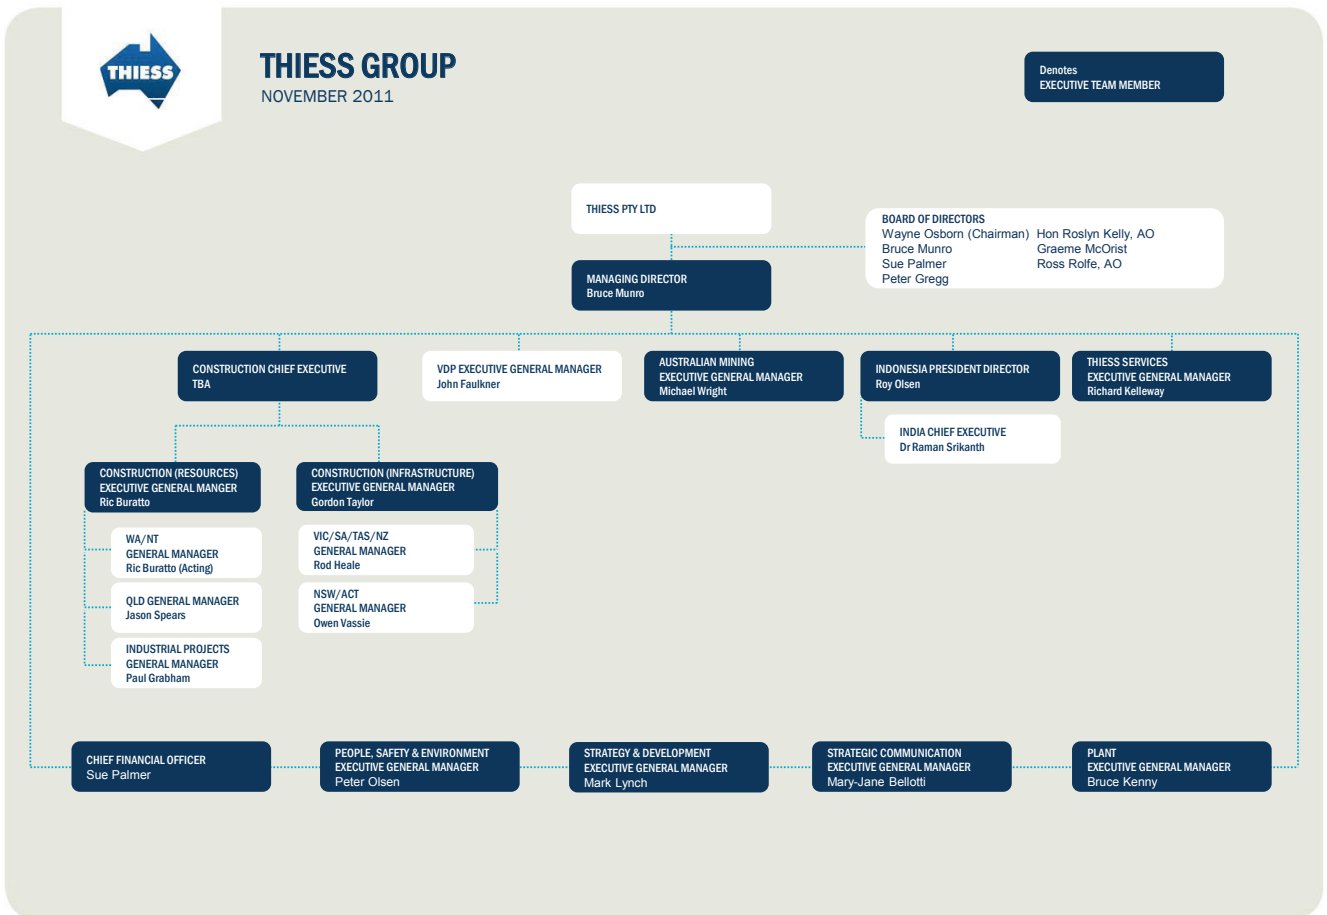 THIESS
THIESS GROUP
NOVEMBER 2011
Denotes
EXECUTIVE TEAM MEMBER
THIESS PTY LTD
BOARD OF DIRECTORS
Wayne Osborn (Chairman) Hon Roslyn Kelly, AO
Bruce Munro Graeme McOrist
Sue Palmer Ross Rolfe, AO
Peter Gregg
MANAGING DIRECTOR
Bruce Munro
CONSTRUCTION CHIEF EXECUTIVE
TBA
VDP EXECUTIVE GENERAL MANAGER
John Faulkner
AUSTRALIAN MINING
EXECUTIVE GENERAL MANAGER
Michael Wright
INDONESIA PRESIDENT DIRECTOR
Roy Olsen
THIESS SERVICES
EXECUTIVE GENERAL MANAGER
Richard Kelleway
INDIA CHIEF EXECUTIVE
Dr Raman Srikanth
CONSTRUCTION (RESOURCES)
EXECUTIVE GENERAL MANGER
Ric Buratto
CONSTRUCTION (INFRASTRUCTURE)
EXECUTIVE GENERAL MANAGER
Gordon Taylor
WA/NT
GENERAL MANAGER
Ric Buratto (Acting)
QLD GENERAL MANAGER
Jason Spears
INDUSTRIAL PROJECTS
GENERAL MANAGER
Paul Grabham
VIC/SA/TAS/NZ
GENERAL MANAGER
Rod Heale
NSW/ACT
GENERAL MANAGER
Owen Vassie
CHIEF FINANCIAL OFFICER
Sue Palmer
PEOPLE, SAFETY & ENVIRONMENT
EXECUTIVE GENERAL MANAGER
Peter Olsen
STRATEGY & DEVELOPMENT
EXECUTIVE GENERAL MANAGER
Mark Lynch
STRATEGIC COMMUNICATION
EXECUTIVE GENERAL MANAGER
Mary-Jane Bellotti
PLANT
EXECUTIVE GENERAL MANAGER
Bruce Kenny